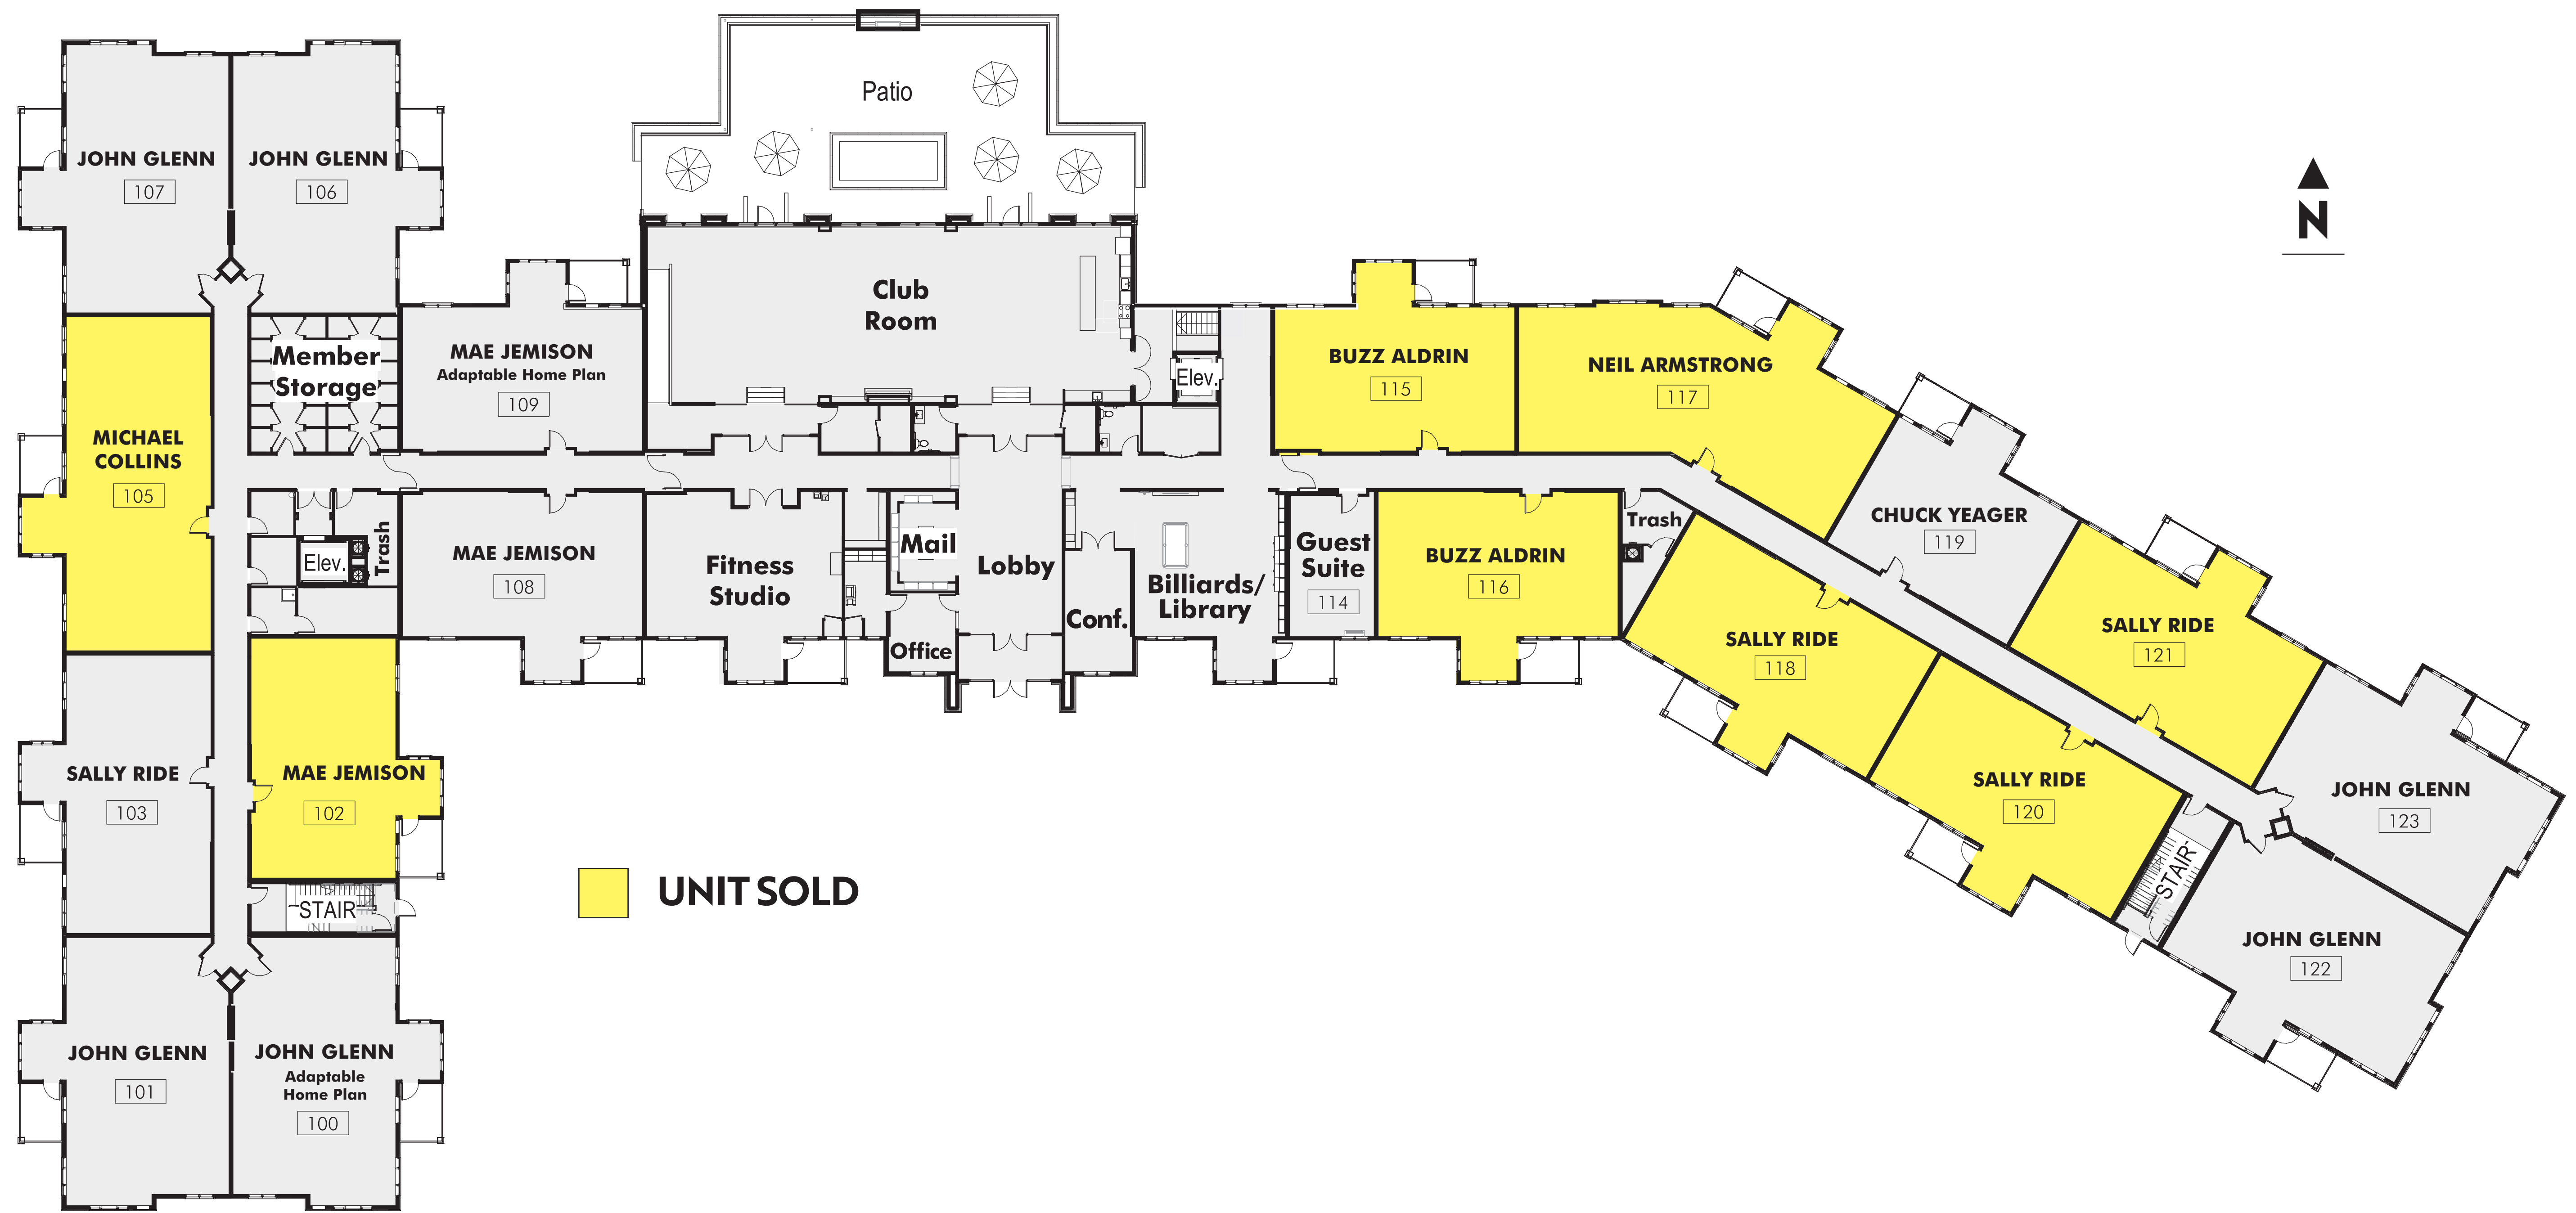 Patio
N
JOHN GLENN
107
JOHN GLENN
106
Club
Room
Member
Storage
MAE JEMISON
Adaptable Home Plan
109
Elev.
BUZZ ALDRIN
115
NEIL ARMSTRONG
117
MICHAEL
COLLINS
105
CHUCK YEAGER
119
Elev.
Trash
MAE JEMISON
108
Fitness
Studio
Mail
Lobby
Office
Conf.
Billiards/
Library
Guest
Suite
114
BUZZ ALDRIN
116
Trash
SALLY RIDE
118
SALLY RIDE
121
SALLY RIDE
103
MAE JEMISON
102
SALLY RIDE
120
JOHN GLENN
123
STAIR
STAIR
UNIT SOLD
JOHN GLENN
122
JOHN GLENN
101
JOHN GLENN
Adaptable
Home Plan
100